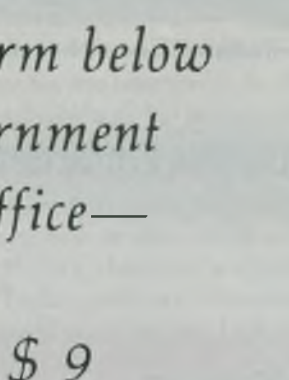 rm below
rnment
ffice—
$ 9